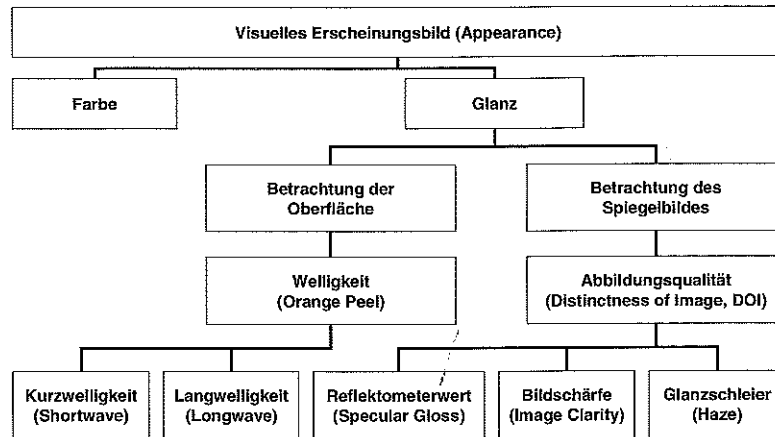 Visuelles Erscheinungsbild (Appearance)
Farbe
Glanz
Betrachtung der
Oberfläche
Betrachtung des
Spiegelbildes
Welligkeit
(Orange Peel)
Abbildungsqualität
(Distinctness of Image, DOI)
Kurzwelligkeit
(Shortwave)
Langwelligkeit
(Longwave)
Reflektometerwert
(Specular Gloss)
Bildschärfe
(Image Clarity)
Glanzschleier
(Haze)